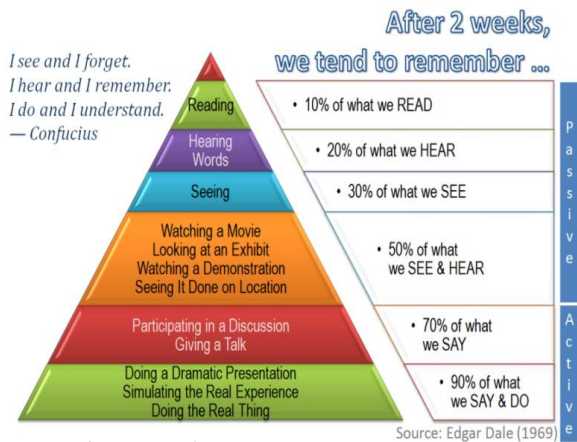 After 2 weeks,
we tend to remember ...
I see and I forget.
I hear and I remember.
I do and I understand.
— Confucius
Reading
Hearing
Words
Seeing
Watching a Movie
Looking at an Exhibit
Watching a Demonstration
Seeing It Done on Location
Participating in a Discussion
Giving a Talk
Doing a Dramatic Presentation
Simulating the Real Experience
Doing the Real Thing
• 10% of what we READ
• 20% of what we HEAR
• 30% of what we SEE
• 50% of what
we SEE & HEAR
• 70% of what
we SAY
• 90% of what
we SAY & DO
Passive
Active
Source: Edgar Dale (1969)